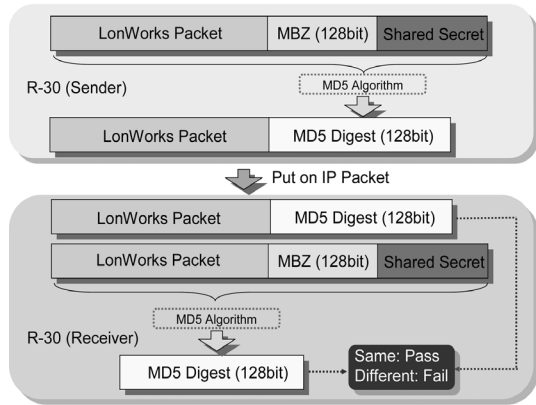 LonWorks Packet MBZ (128bit) Shared Secret
R-30 (Sender)
MD5 Algorithm
LonWorks Packet MD5 Digest (128bit)
Put on IP Packet
LonWorks Packet MD5 Digest (128bit)
LonWorks Packet MBZ (128bit) Shared Secret
MD5 Algorithm
R-30 (Receiver)
MD5 Digest (128bit)
Same: Pass
Different: Fail